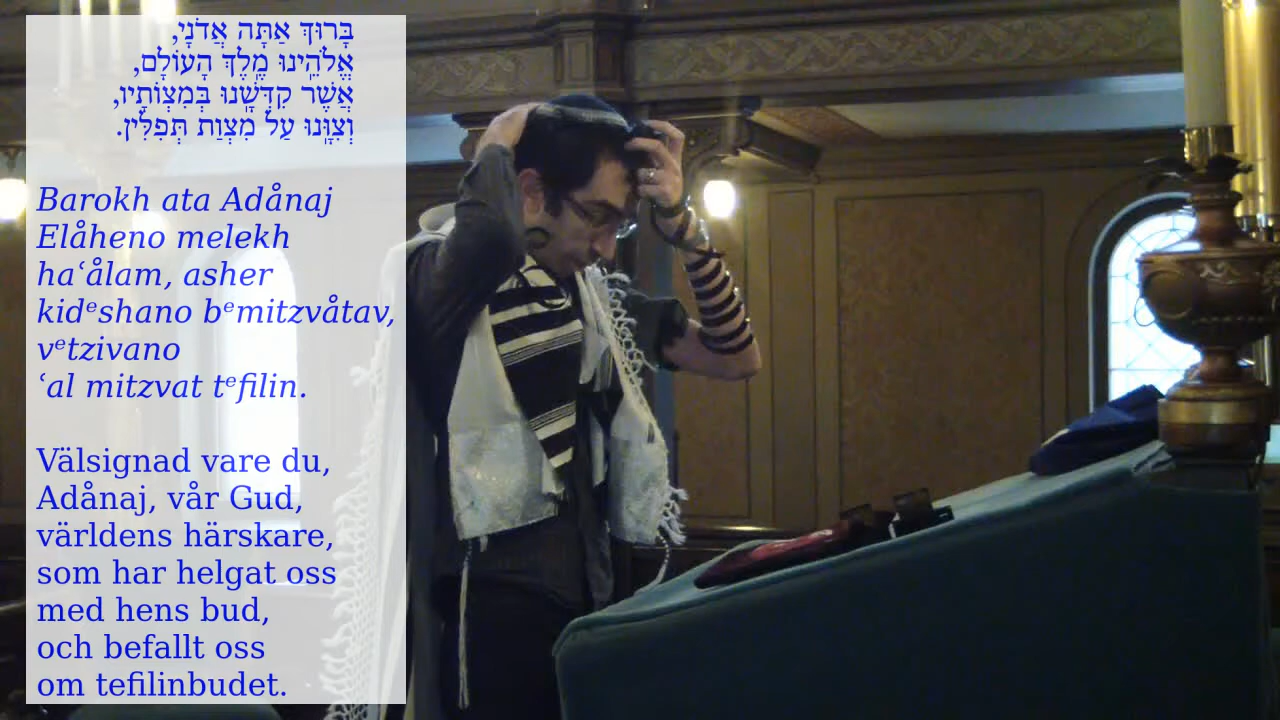 בָּרוּךְ אַתָּה אֲדֹנָי,
אֱלֹהֵֽינוּ מֶֽלֶךְ הָעוֹלָם,
אֲשֶׁר קִדְּשָֽׁנוּ בְּמִצְוֹתָיו,
וְצִוָּֽנוּ עַל מִצְוַת תְּפִלִּין.
Barokh ata Adånaj
Elåheno melekh
haʿålam, asher
kidᵉshano bᵉmitzvåtav,
vᵉtzivano
ʿal mitzvat tᵉfilin.
Välsignad vare du,
Adånaj, vår Gud,
världens härskare,
som har helgat oss
med hens bud,
och befallt oss
om tefilinbudet.